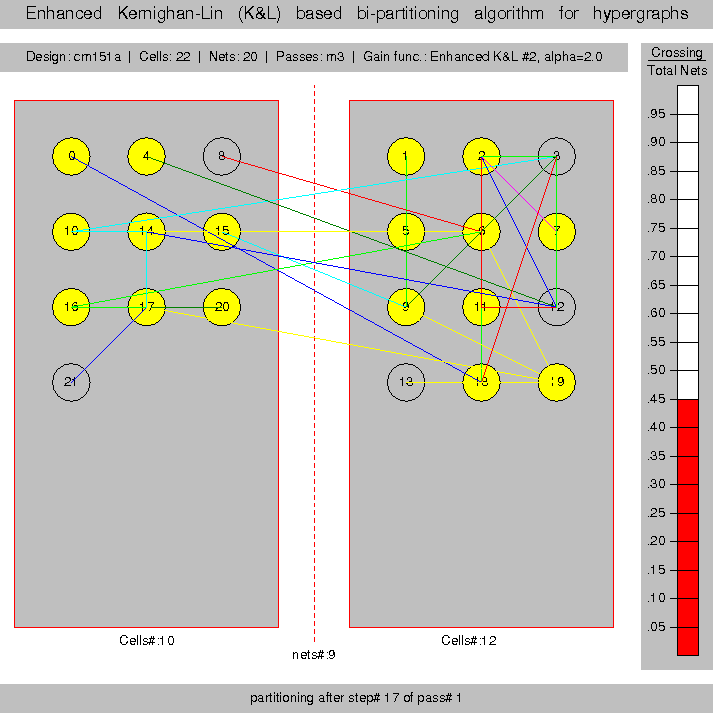 Enhanced Kernighan-Lin (K&L) based bi-partitioning algorithm for hypergraphs
Design: cm151a | Cells: 22 | Nets: 20 | Passes: m3 | Gain func.: Enhanced K&L #2, alpha=2.0
Crossing
Total Nets
.95
.90
.85
.80
.75
.70
.65
.60
.55
.50
.45
.40
.35
.30
.25
.20
.15
.10
.05
0 4 8 1 2 3
10 14 15 5 6 7
16 17 20 9 11 12
21 13 18 19
Cells#:10 Cells#:12
nets#:9
partitioning after step# 17 of pass# 1